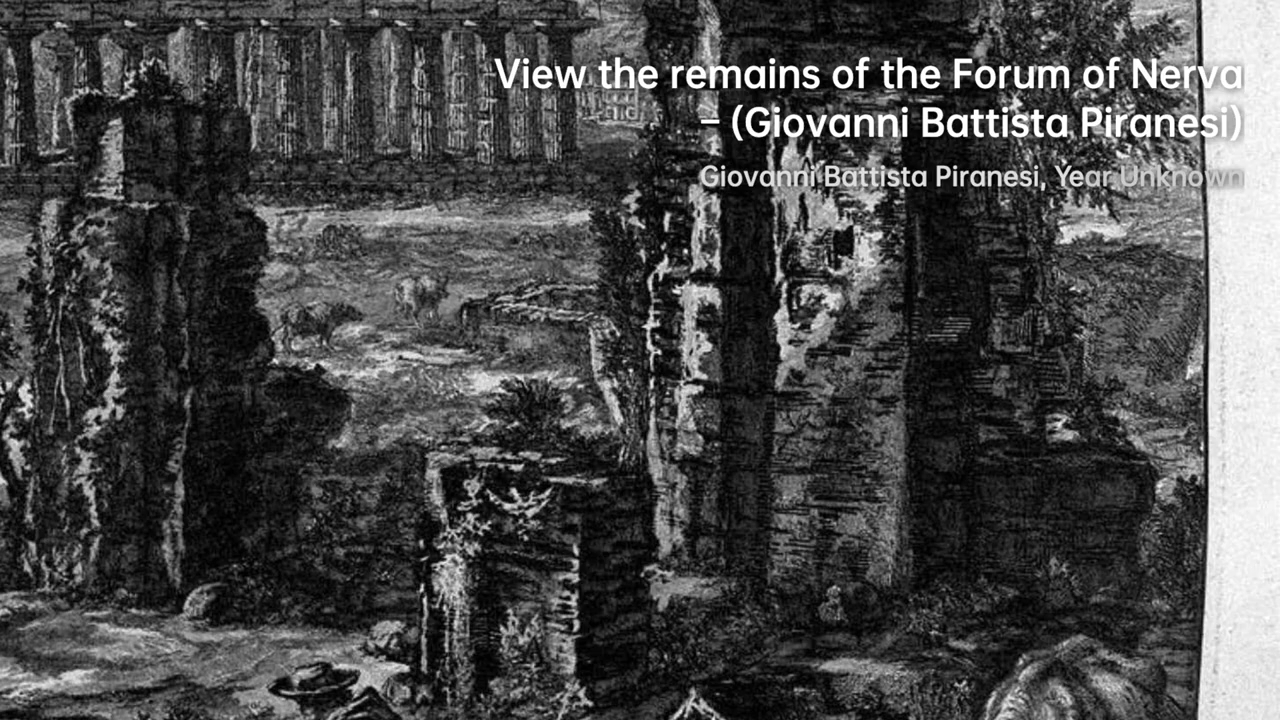 View the remains of the Forum of Nerva
– (Giovanni Battista Piranesi)
Giovanni Battista Piranesi, Year Unknown